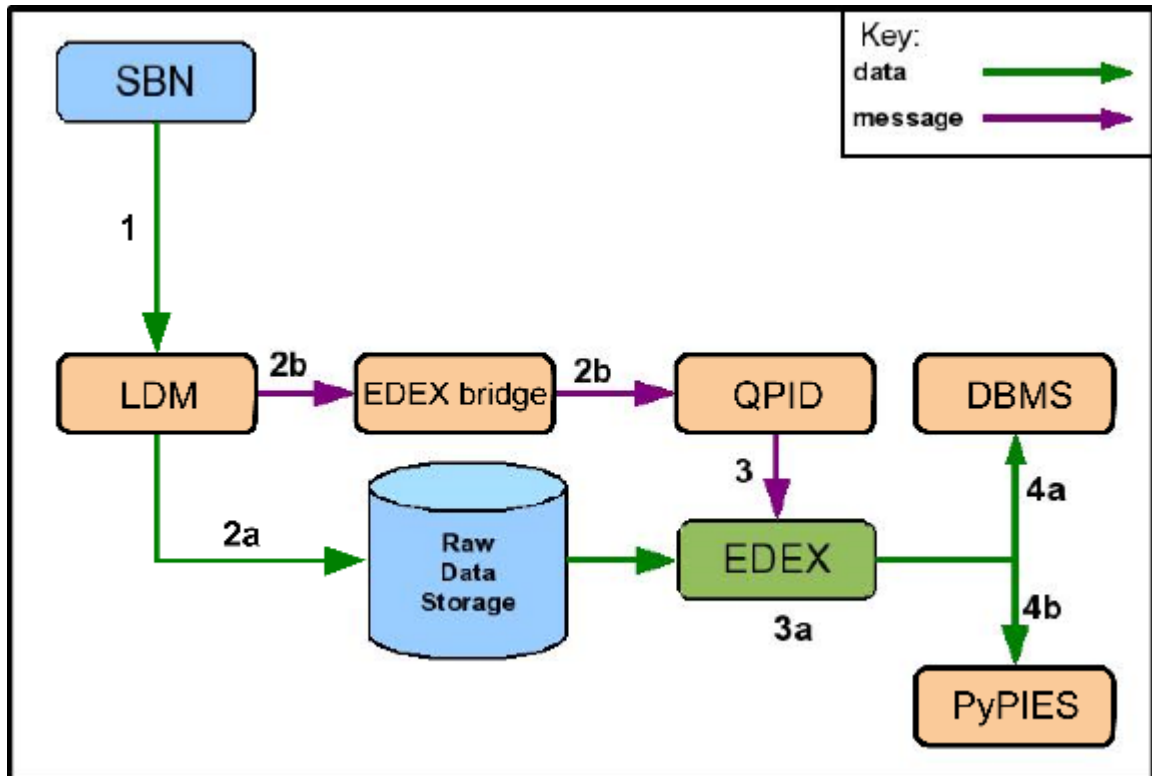 SBN
Key:
data
message
1
LDM
2b
EDEX bridge
2b
QPID
DBMS
2a
Raw
Data
Storage
3
EDEX
3a
4a
4b
PyPIES